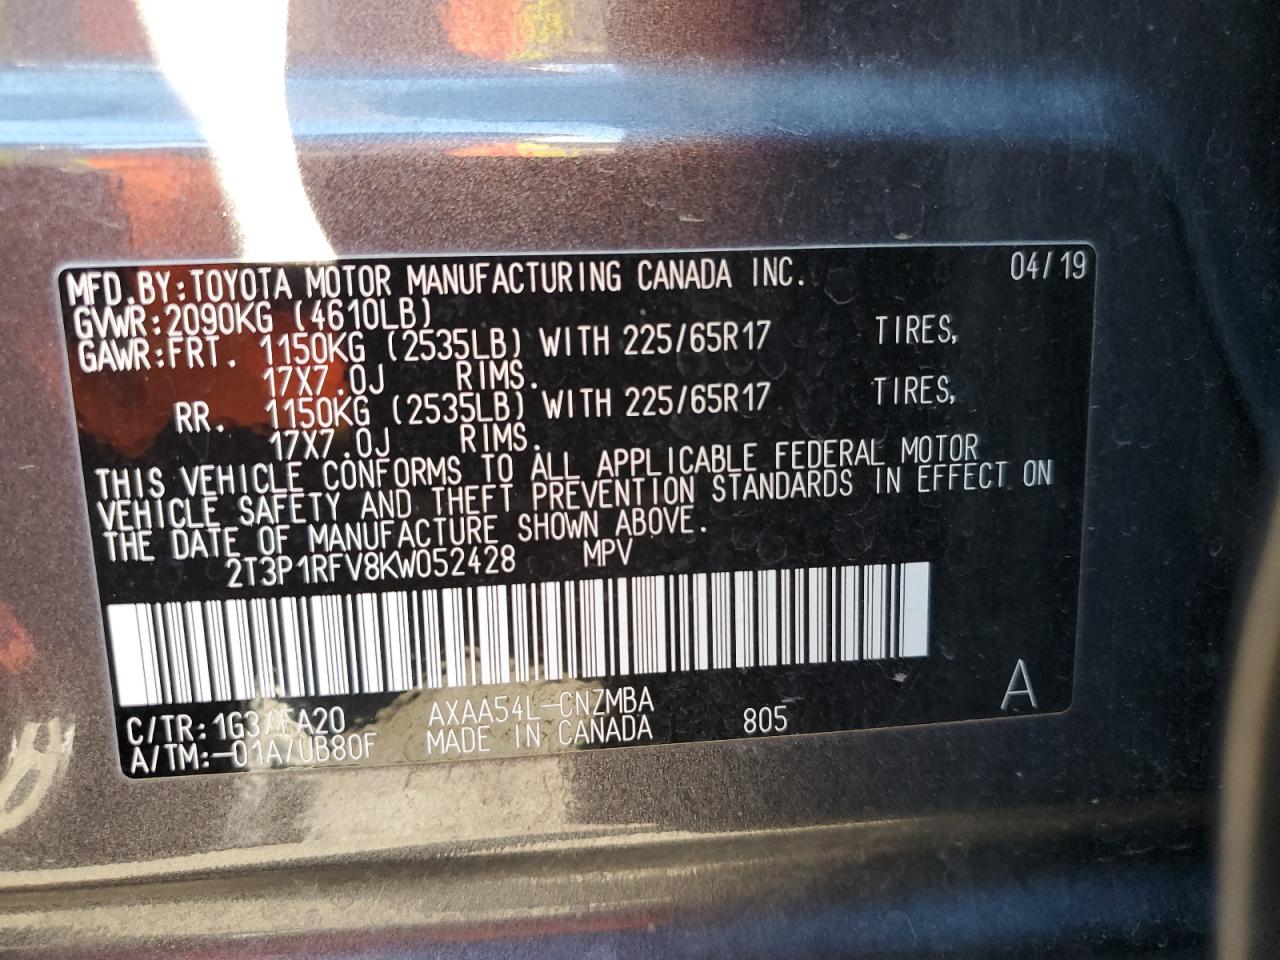 MFD.BY:TOYOTA MOTOR MANUFACTURING CANADA INC. 04/19
GVWR:2090KG (4610LB)
GAWR:FRT. 1150KG (2535LB) WITH 225/65R17 TIRES,
17X7.0J RIMS.
RR. 1150KG (2535LB) WITH 225/65R17 TIRES,
17X7.0J RIMS.
THIS VEHICLE CONFORMS TO ALL APPLICABLE FEDERAL MOTOR
VEHICLE SAFETY AND THEFT PREVENTION STANDARDS IN EFFECT ON
THE DATE OF MANUFACTURE SHOWN ABOVE.
2T3P1RFV8KW052428 MPV
A
C/TR:1G3/FA20 AXAA54L-CNZMBA 805
A/TM:-01A/UB80F MADE IN CANADA